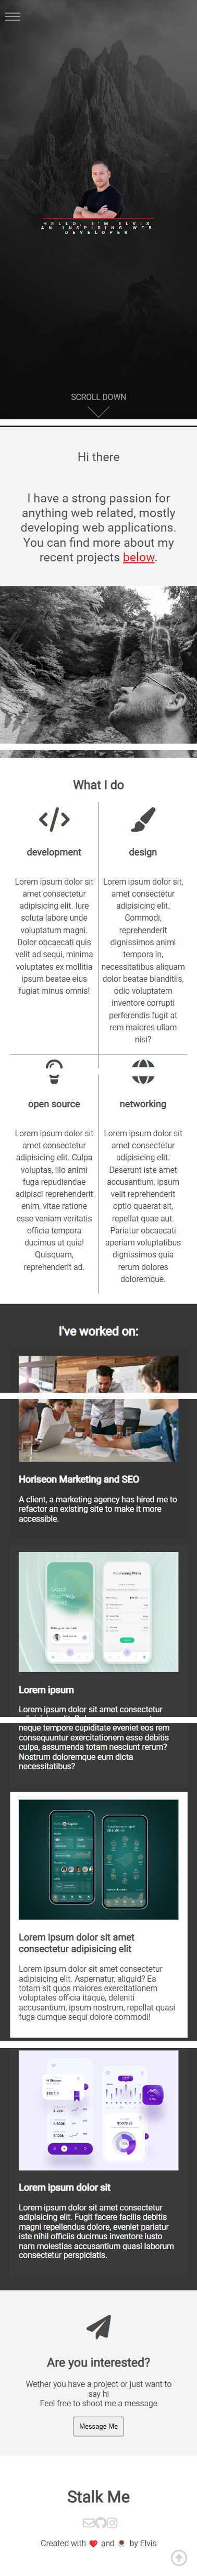 HELLO, I'M ELVIS
AN INSPIRING WEB
DEVELOPER
SCROLL DOWN
Hi there
I have a strong passion for
anything web related, mostly
developing web applications.
You can find more about my
recent projects below.
What I do
development
Lorem ipsum dolor sit
amet consectetur
adipisicing elit. Iure
soluta labore unde
voluptatum magni.
Dolor obcaecati quis
velit ad sequi, minima
voluptates ex mollitia
ipsum beatae eius
fugiat minus omnis!
design
Lorem ipsum dolor sit,
amet consectetur
adipisicing elit.
Commodi,
reprehenderit
dignissimos animi
tempora in,
necessitatibus aliquam
dolor beatae blanditiis,
odio voluptatem
inventore corrupti
perferendis fugit at
rem maiores ullam
nisi?
open source
Lorem ipsum dolor sit
amet consectetur
adipisicing elit. Culpa
voluptas, illo animi
fuga repudiandae
adipisci reprehenderit
enim, vitae ratione
esse veniam veritatis
officia tempora
ducimus ut quia!
Quisquam,
reprehenderit ad.
networking
Lorem ipsum dolor sit
amet consectetur
adipisicing elit.
Deserunt iste amet
accusantium, ipsum
velit reprehenderit
optio quaerat sit,
repellat quae aut.
Pariatur obcaecati
aperiam voluptatibus
dignissimos quia
rerum dolores
doloremque.
I've worked on:
Horiseon Marketing and SEO
A client, a marketing agency has hired me to
refactor an existing site to make it more
accessible.
Lorem ipsum
Lorem ipsum dolor sit amet consectetur
neque tempore cupiditate eveniet eos rem
consequuntur exercitationem esse debitis
culpa, assumenda totam nesciunt rerum?
Nostrum doloremque eum dicta
necessitatibus?
Lorem ipsum dolor sit amet
consectetur adipisicing elit
Lorem ipsum dolor sit amet consectetur
adipisicing elit. Aspernatur, aliquid? Ea
totam sit quos maiores exercitationem
voluptates officia itaque, deleniti
accusantium, ipsum nostrum, repellat quasi
fuga cumque sequi dolore commodi!
Lorem ipsum dolor sit
Lorem ipsum dolor sit amet consectetur
adipisicing elit. Fugit facere facilis debitis
magni repellendus dolore, eveniet pariatur
iste nihil officiis ducimus explicabo iusto
nam molestias accusantium quasi laborum
consectetur perspiciatis.
Are you interested?
Wether you have a project or just want to
say hi
Feel free to shoot me a message
Message Me
Stalk Me
Created with ❤️ and ☕ by Elvis